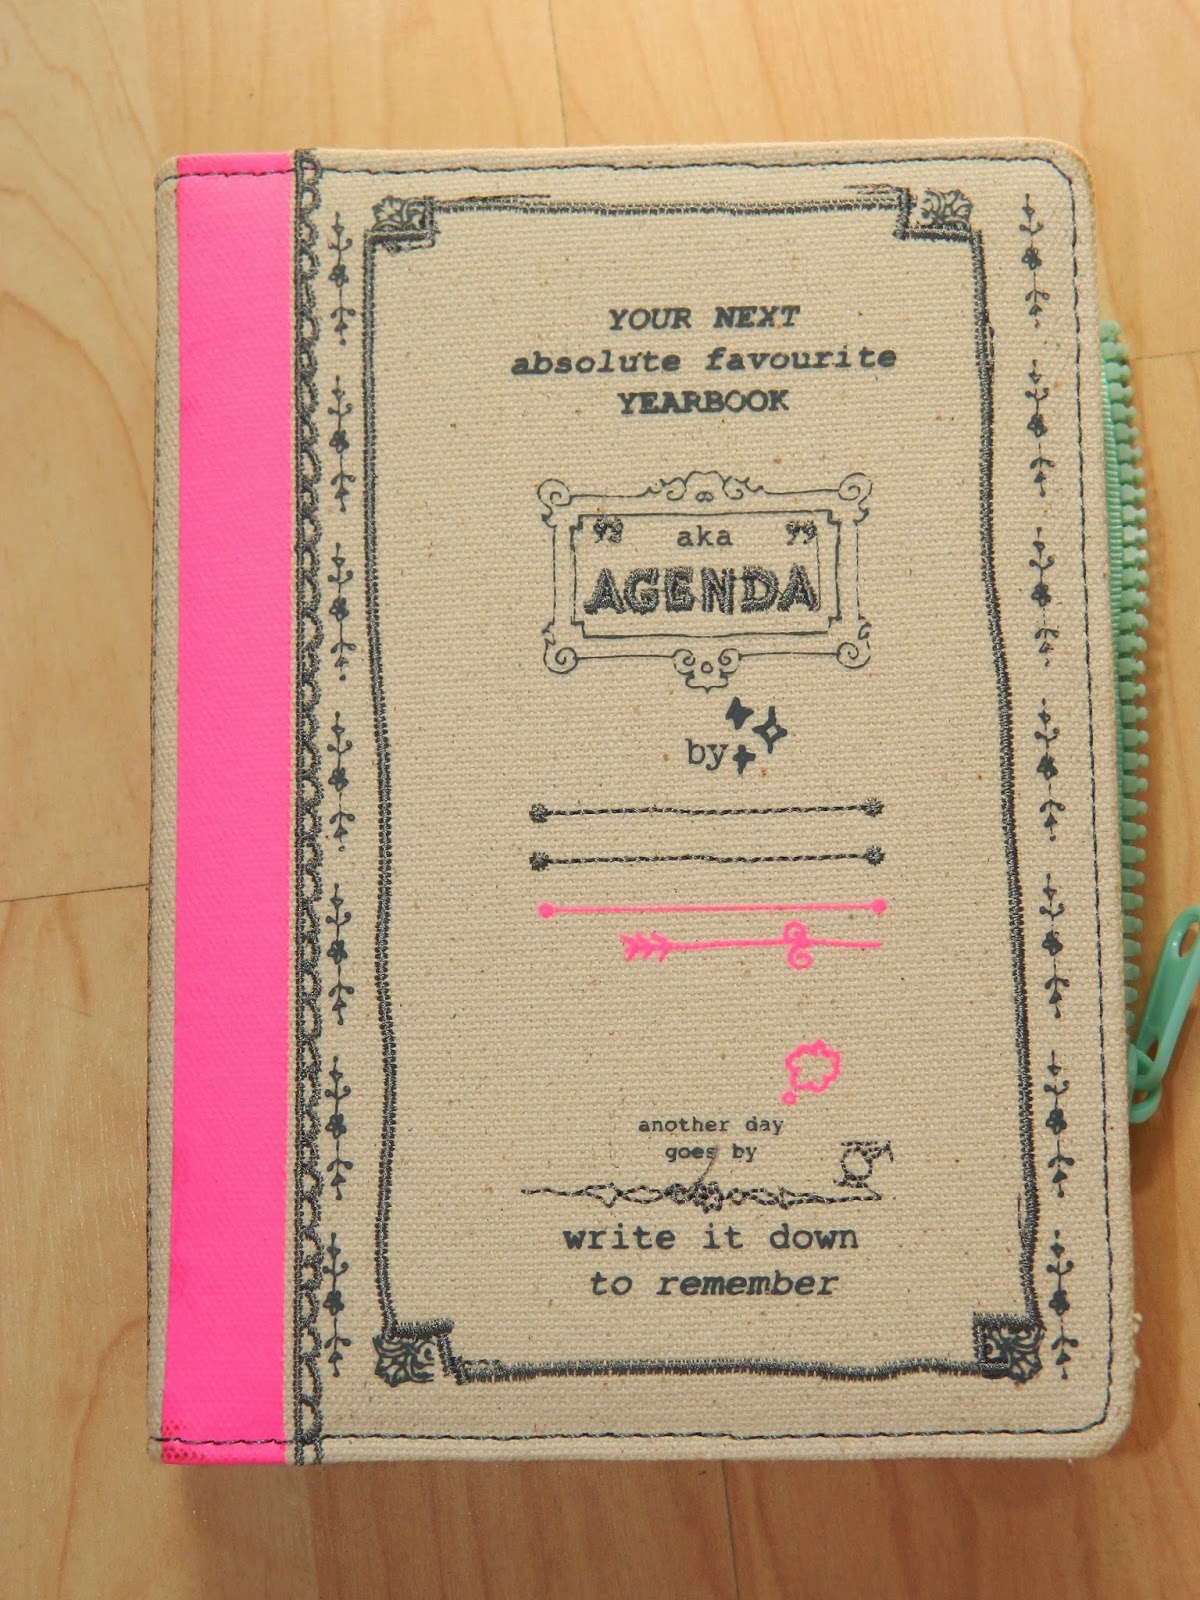 YOUR NEXT
absolute favourite
YEARBOOK
aka
AGENDA
by
another day
goes by
write it down
to remember